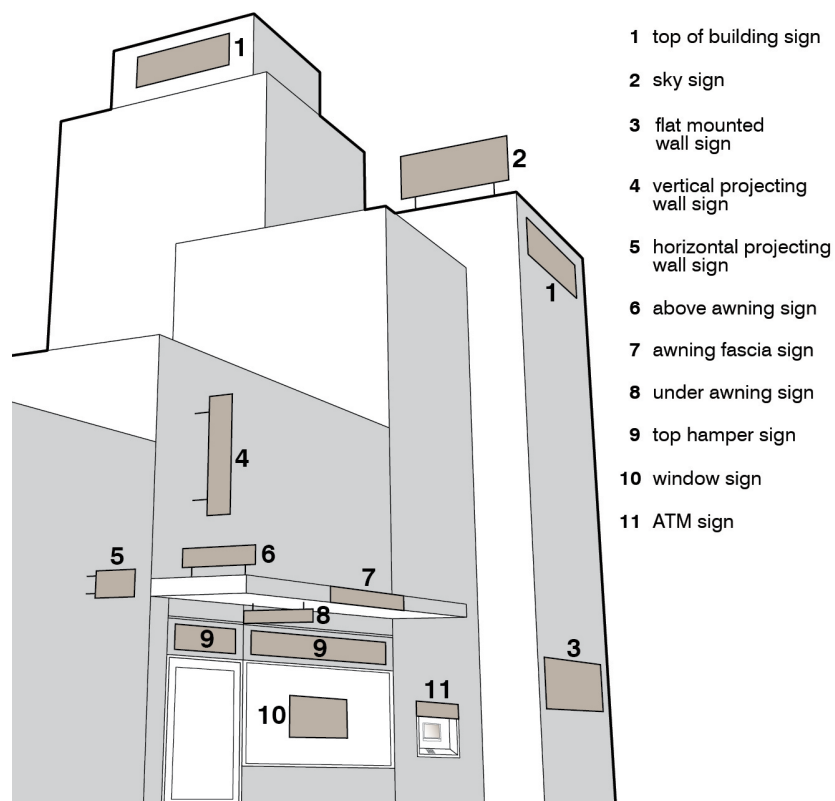 1 top of building sign
2 sky sign
3 flat mounted
wall sign
4 vertical projecting
wall sign
5 horizontal projecting
wall sign
6 above awning sign
7 awning fascia sign
8 under awning sign
9 top hamper sign
10 window sign
11 ATM sign
1
2
1
4
5
6
7
8
9
9
3
11
10